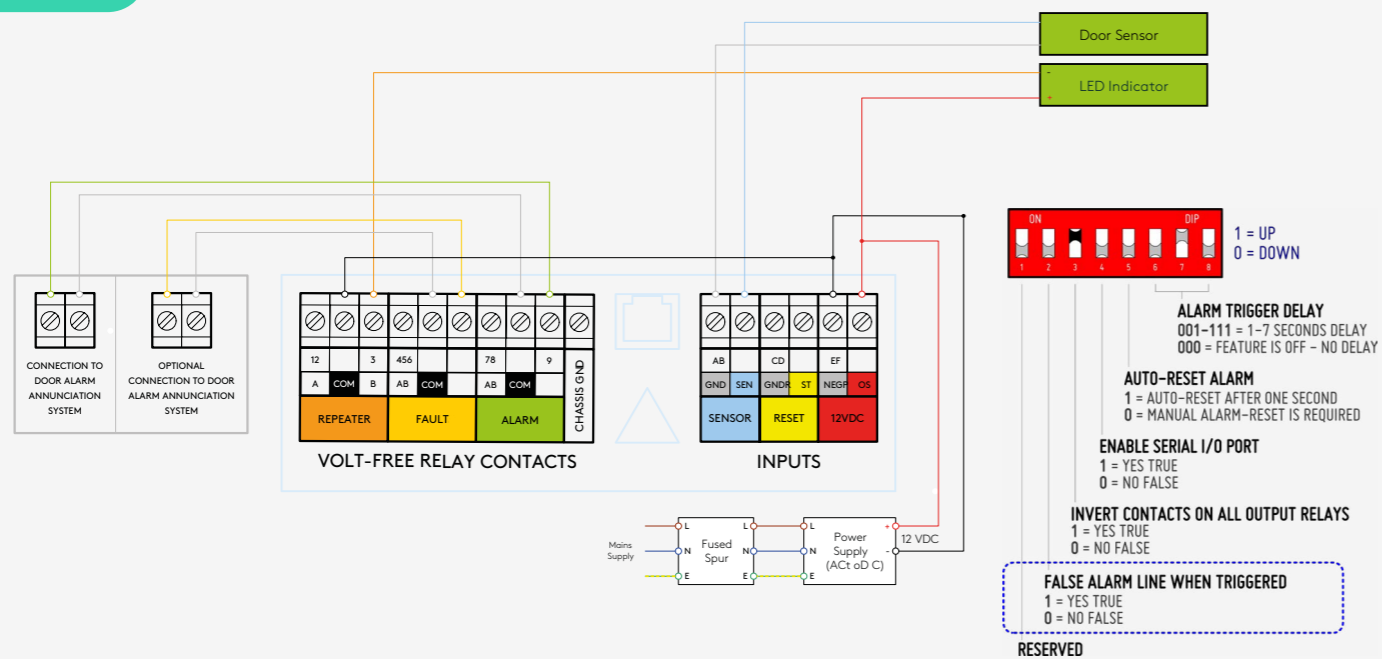 Door Sensor
-
LED Indicator
+
ON DIP
1 2 3 4 5 6 7 8
1 = UP
0 = DOWN
ALARM TRIGGER DELAY
001-111 = 1-7 SECONDS DELAY
000 = FEATURE IS OFF - NO DELAY
AUTO-RESET ALARM
1 = AUTO-RESET AFTER ONE SECOND
0 = MANUAL ALARM-RESET IS REQUIRED
ENABLE SERIAL I/O PORT
1 = YES TRUE
0 = NO FALSE
INVERT CONTACTS ON ALL OUTPUT RELAYS
1 = YES TRUE
0 = NO FALSE
FALSE ALARM LINE WHEN TRIGGERED
1 = YES TRUE
0 = NO FALSE
RESERVED
CONNECTION TO
DOOR ALARM
ANNUNCIATION
SYSTEM
OPTIONAL
CONNECTION TO DOOR
ALARM ANNUNCIATION
SYSTEM
12 3 456 78 9
A COM B AB COM AB COM
REPEATER FAULT ALARM
CHASSIS GND
VOLT-FREE RELAY CONTACTS
AB CD EF
GND SEN GNDR ST NEGP OS
SENSOR RESET 12VDC
INPUTS
Mains
Supply
L L
N N
E E
Fused
Spur
L +
N -
E
Power
Supply
(ACt oD C)
12 VDC